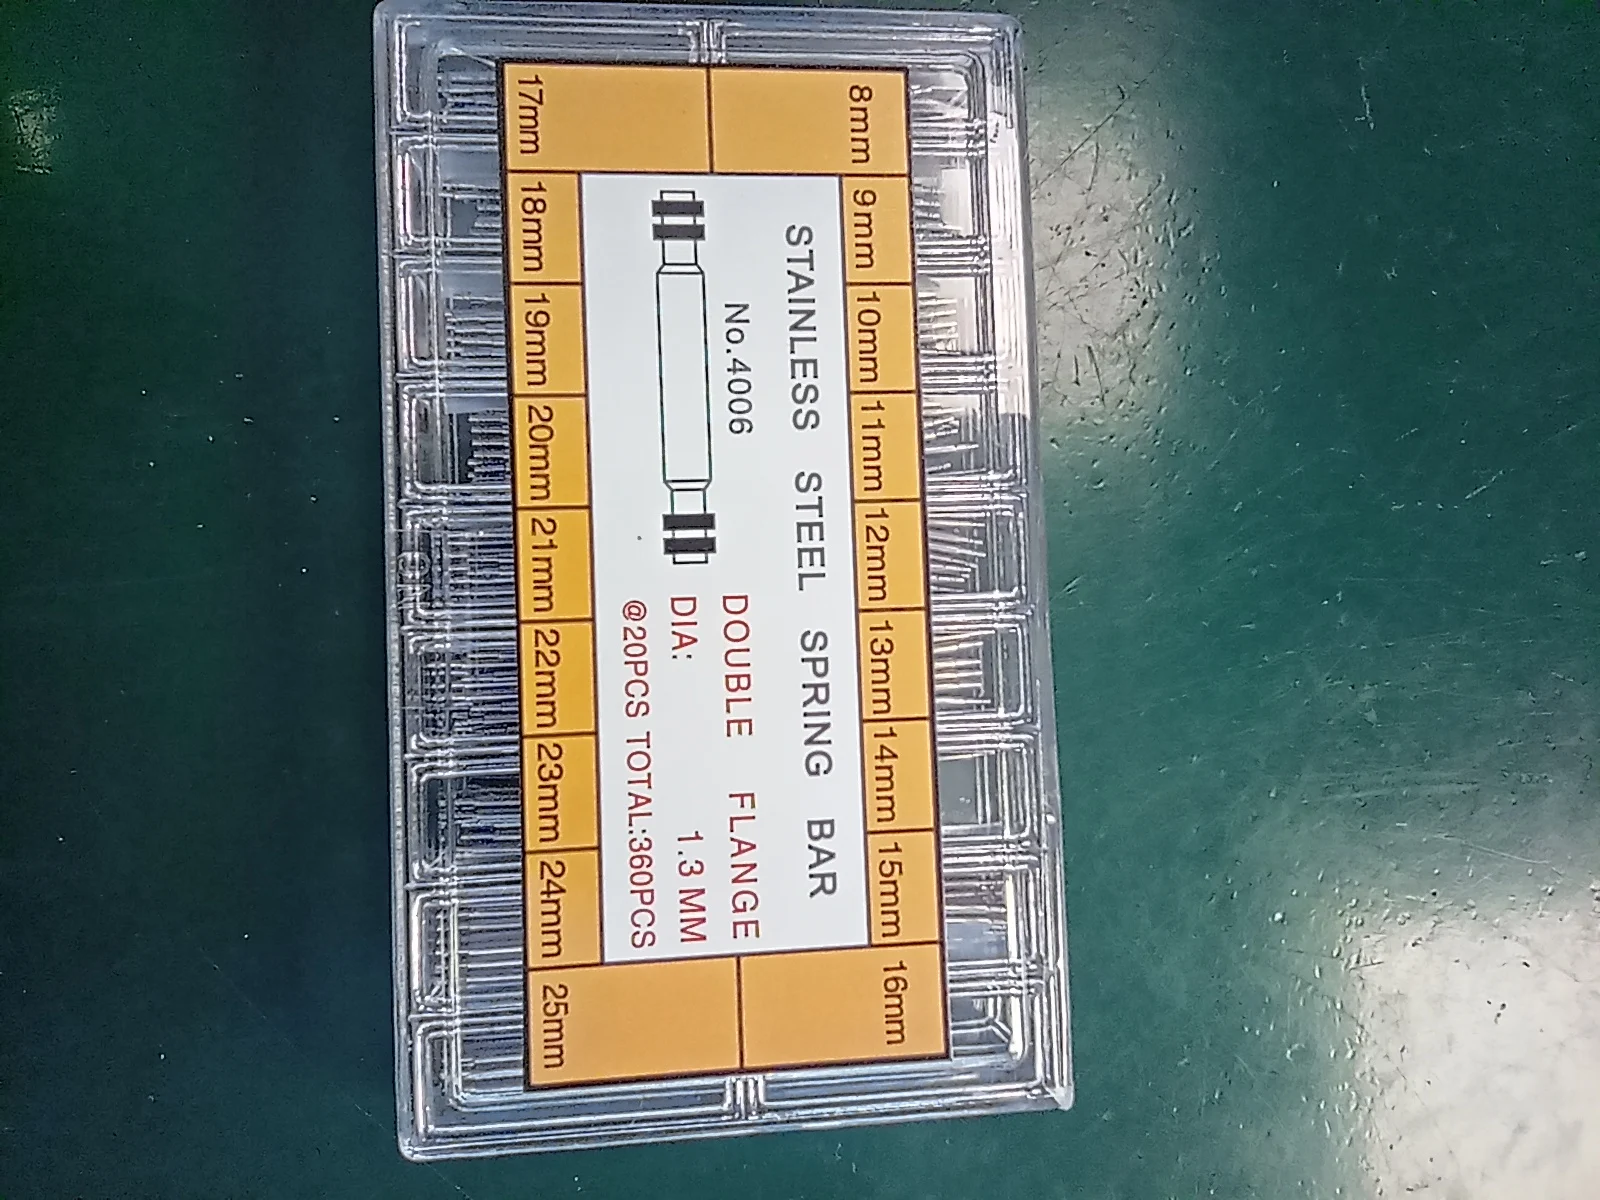 8mm 9mm 10mm 11mm 12mm 13mm 14mm 15mm 16mm
STAINLESS STEEL SPRING BAR
No.4006
DOUBLE FLANGE
DIA: 1.3 MM
@20PCS TOTAL:360PCS
17mm 18mm 19mm 20mm 21mm 22mm 23mm 24mm 25mm